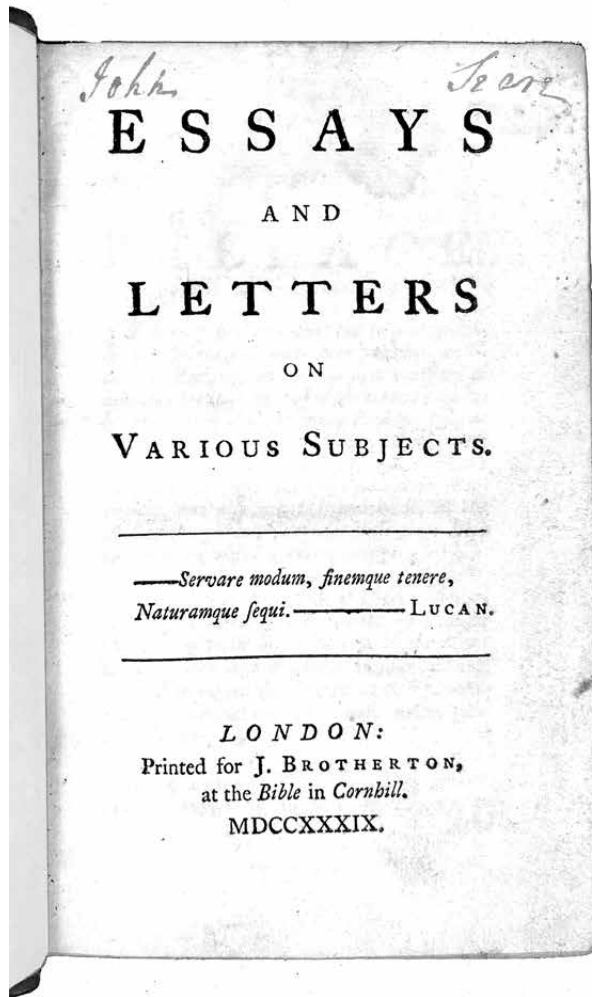 John Seare
ESSAYS
AND
LETTERS
ON
VARIOUS SUBJECTS.
——Servare modum, finemque tenere,
Naturamque ſequi.———— LUCAN.
LONDON:
Printed for J. BROTHERTON,
at the Bible in Cornhill.
MDCCXXXIX.